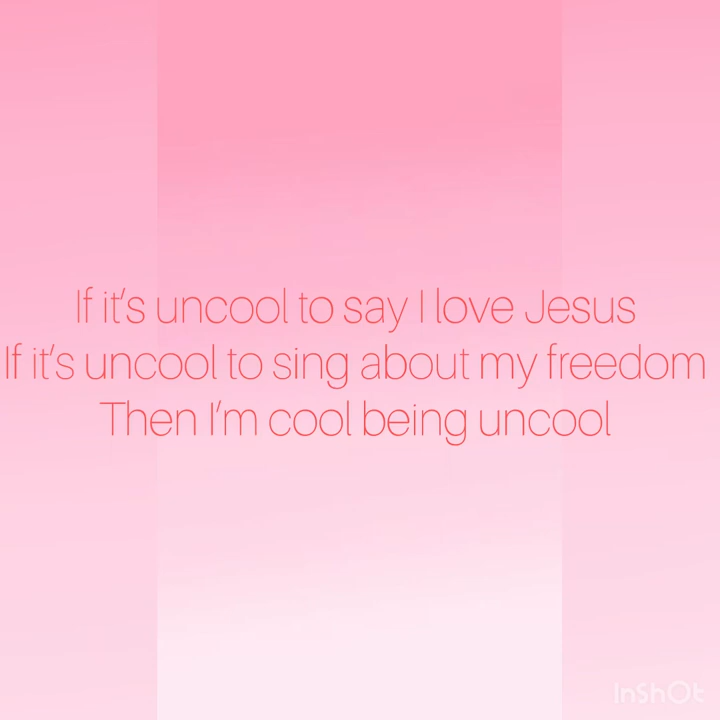 If it's uncool to say I love Jesus
If it's uncool to sing about my freedom
Then I'm cool being uncool
InShOt